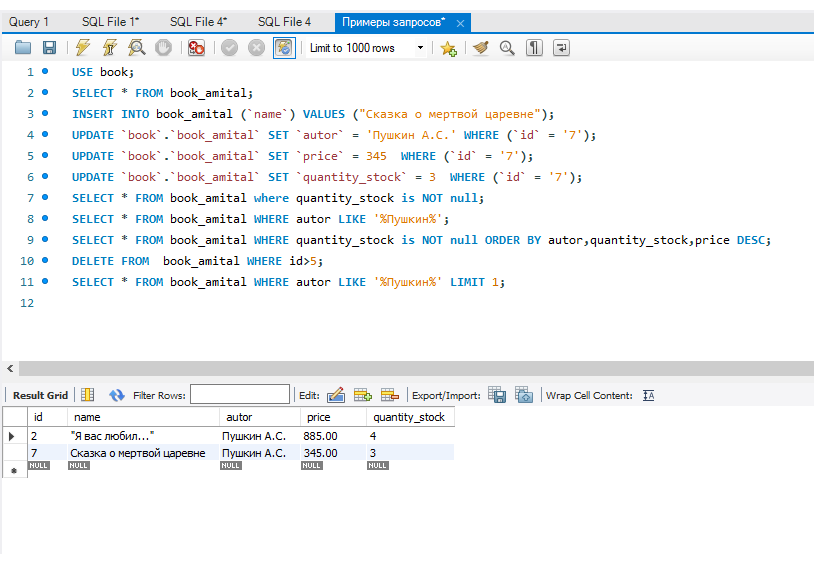 Query 1 SQL File 1* SQL File 4* SQL File 4 Примеры запросов*
Limit to 1000 rows
1 USE book;
2 SELECT * FROM book_amital;
3 INSERT INTO book_amital (`name`) VALUES ("Сказка о мертвой царевне");
4 UPDATE `book`.`book_amital` SET `autor` = 'Пушкин А.С.' WHERE (`id` = '7');
5 UPDATE `book`.`book_amital` SET `price` = 345  WHERE (`id` = '7');
6 UPDATE `book`.`book_amital` SET `quantity_stock` = 3  WHERE (`id` = '7');
7 SELECT * FROM book_amital where quantity_stock is NOT null;
8 SELECT * FROM book_amital WHERE autor LIKE '%Пушкин%';
9 SELECT * FROM book_amital WHERE quantity_stock is NOT null ORDER BY autor,quantity_stock,price DESC;
10 DELETE FROM  book_amital WHERE id>5;
11 SELECT * FROM book_amital WHERE autor LIKE '%Пушкин%' LIMIT 1;
12
Result Grid Filter Rows: Edit: Export/Import: Wrap Cell Content:
id name autor price quantity_stock
2 "Я вас любил..." Пушкин А.С. 885.00 4
7 Сказка о мертвой царевне Пушкин А.С. 345.00 3
NULL NULL NULL NULL NULL